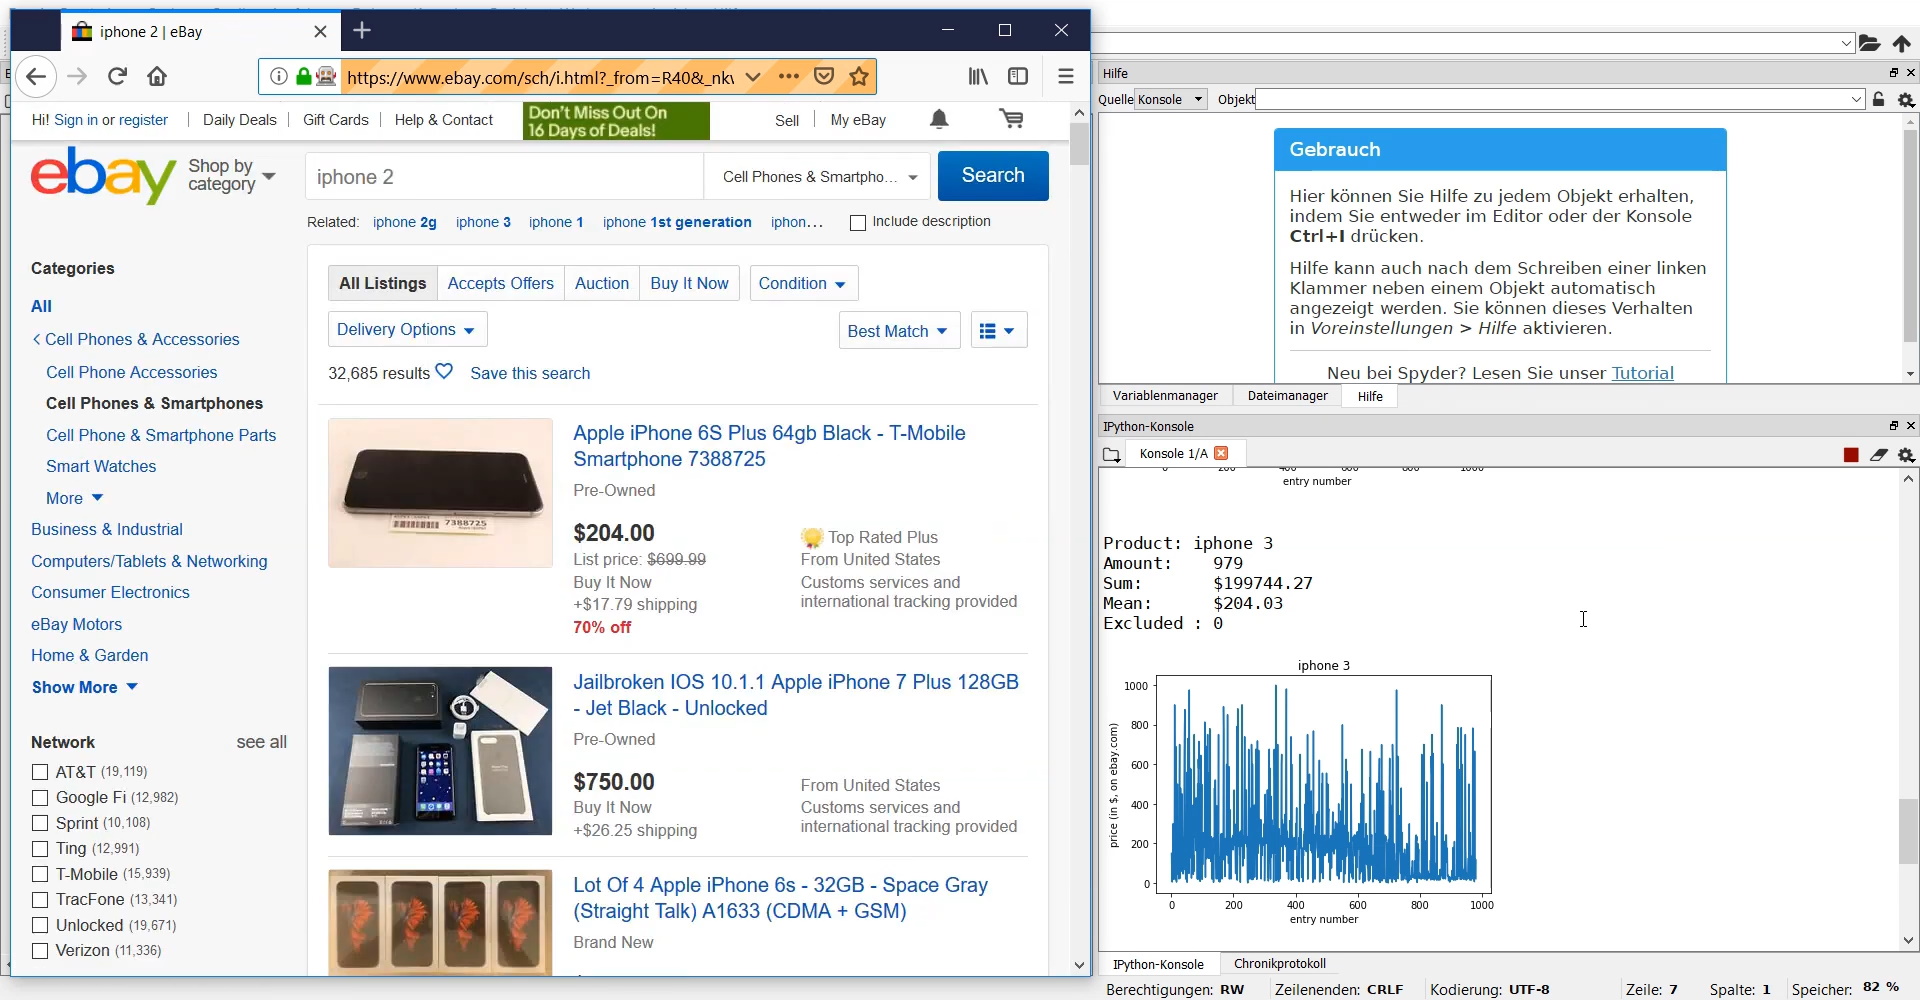 iphone 2 | eBay
https://www.ebay.com/sch/i.html?_from=R40&_nkv
Hi! Sign in or register
Daily Deals
Gift Cards
Help & Contact
Don't Miss Out On
16 Days of Deals!
Sell
My eBay
ebay
Shop by
category
iphone 2
Cell Phones & Smartpho...
Search
Related: iphone 2g iphone 3 iphone 1 iphone 1st generation iphon...
Include description
Categories
All
Cell Phones & Accessories
Cell Phone Accessories
Cell Phones & Smartphones
Cell Phone & Smartphone Parts
Smart Watches
More
Business & Industrial
Computers/Tablets & Networking
Consumer Electronics
eBay Motors
Home & Garden
Show More
Network see all
AT&T (19,119)
Google Fi (12,982)
Sprint (10,108)
Ting (12,991)
T-Mobile (15,939)
TracFone (13,341)
Unlocked (19,671)
Verizon (11,336)
All Listings
Accepts Offers
Auction
Buy It Now
Condition
Delivery Options
Best Match
32,685 results
Save this search
7388725
Apple iPhone 6S Plus 64gb Black - T-Mobile
Smartphone 7388725
Pre-Owned
$204.00
List price: $699.99
Buy It Now
+$17.79 shipping
70% off
Top Rated Plus
From United States
Customs services and
international tracking provided
Jailbroken IOS 10.1.1 Apple iPhone 7 Plus 128GB
- Jet Black - Unlocked
Pre-Owned
$750.00
Buy It Now
+$26.25 shipping
From United States
Customs services and
international tracking provided
Lot Of 4 Apple iPhone 6s - 32GB - Space Gray
(Straight Talk) A1633 (CDMA + GSM)
Brand New
Hilfe
Quelle Konsole Objekt
Gebrauch
Hier können Sie Hilfe zu jedem Objekt erhalten,
indem Sie entweder im Editor oder der Konsole
Ctrl+I drücken.
Hilfe kann auch nach dem Schreiben einer linken
Klammer neben einem Objekt automatisch
angezeigt werden. Sie können dieses Verhalten
in Voreinstellungen > Hilfe aktivieren.
Neu bei Spyder? Lesen Sie unser Tutorial
Variablenmanager
Dateimanager
Hilfe
IPython-Konsole
Konsole 1/A
0 200 400 600 800 1000
entry number
Product: iphone 3
Amount: 979
Sum: $199744.27
Mean: $204.03
Excluded : 0
iphone 3
price (in $, on ebay.com)
1000
800
600
400
200
0
0 200 400 600 800 1000
entry number
IPython-Konsole
Chronikprotokoll
Berechtigungen: RW
Zeilenenden: CRLF
Kodierung: UTF-8
Zeile: 7
Spalte: 1
Speicher: 82 %